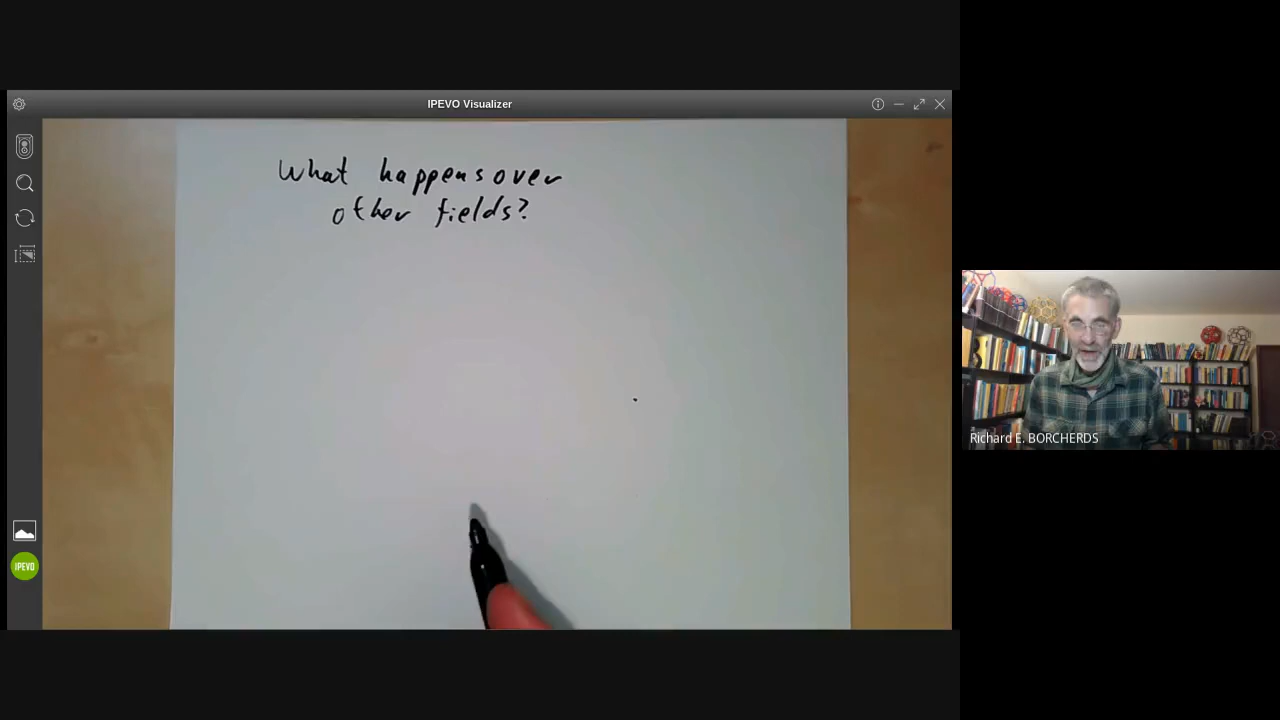 IPEVO Visualizer
What happens over
other fields?
IPEVO
Richard E. BORCHERDS